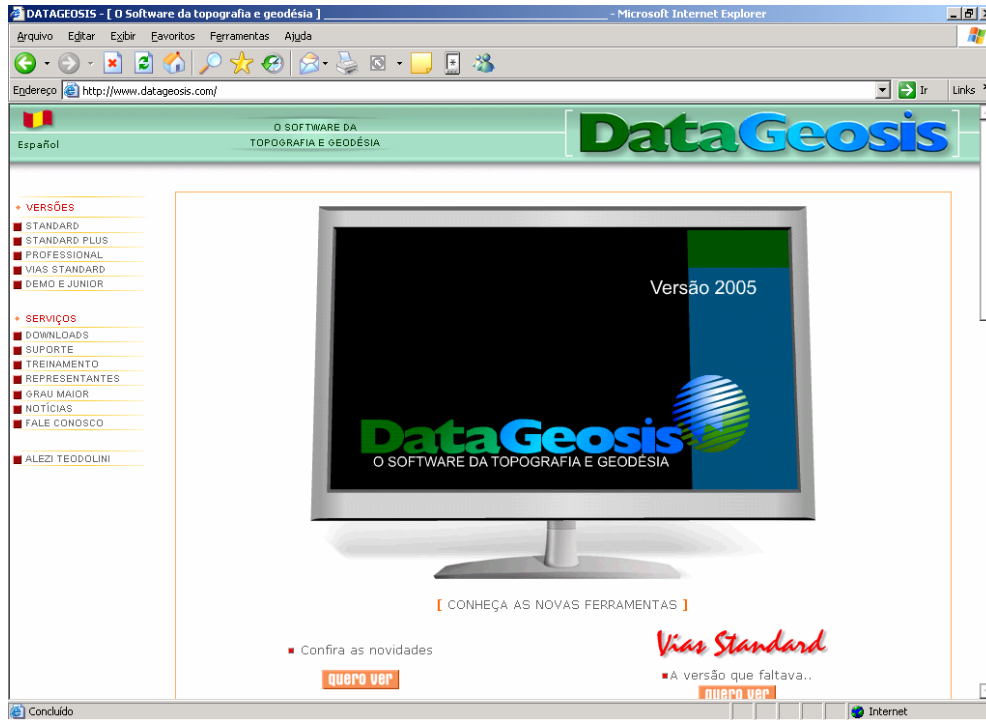 DATAGEOSIS - [ O Software da topografia e geodésia ] - Microsoft Internet Explorer
Arquivo Editar Exibir Favoritos Ferramentas Ajuda
Endereço http://www.datageosis.com/ Ir Links
Español
O SOFTWARE DA
TOPOGRAFIA E GEODÉSIA
DataGeosis
VERSÕES
STANDARD
STANDARD PLUS
PROFESSIONAL
VIAS STANDARD
DEMO E JUNIOR
SERVIÇOS
DOWNLOADS
SUPORTE
TREINAMENTO
REPRESENTANTES
GRAU MAIOR
NOTÍCIAS
FALE CONOSCO
ALEZI TEODOLINI
Versão 2005
DataGeosis
O SOFTWARE DA TOPOGRAFIA E GEODÉSIA
[ CONHEÇA AS NOVAS FERRAMENTAS ]
Confira as novidades
quero ver
Vias Standard
A versão que faltava..
quero ver
Concluído Internet